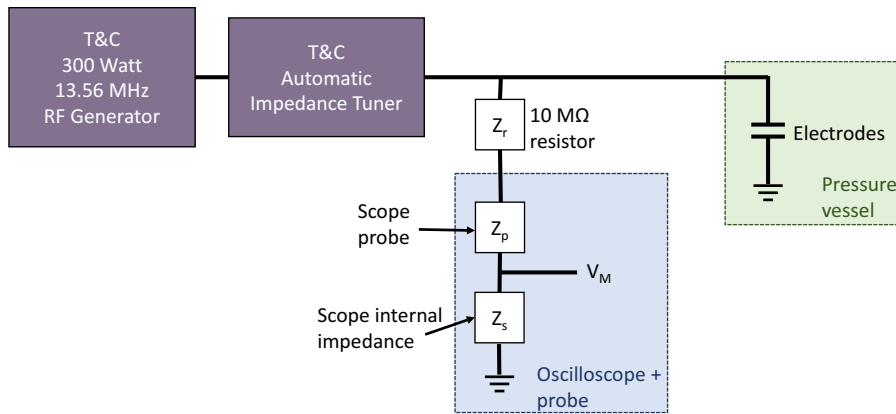 T&C
300 Watt
13.56 MHz
RF Generator
T&C
Automatic
Impedance Tuner
Zr
10 MΩ
resistor
Electrodes
Pressure
vessel
Scope
probe
Zp
VM
Scope internal
impedance
Zs
Oscilloscope +
probe